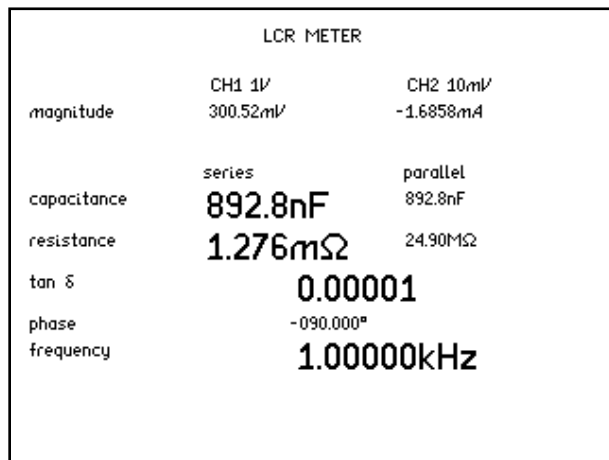 LCR METER
CH1 1V CH2 10mV
magnitude 300.52mV -1.6858mA
series parallel
capacitance 892.8nF 892.8nF
resistance 1.276mΩ 24.90MΩ
tan δ 0.00001
phase -090.000°
frequency 1.00000kHz